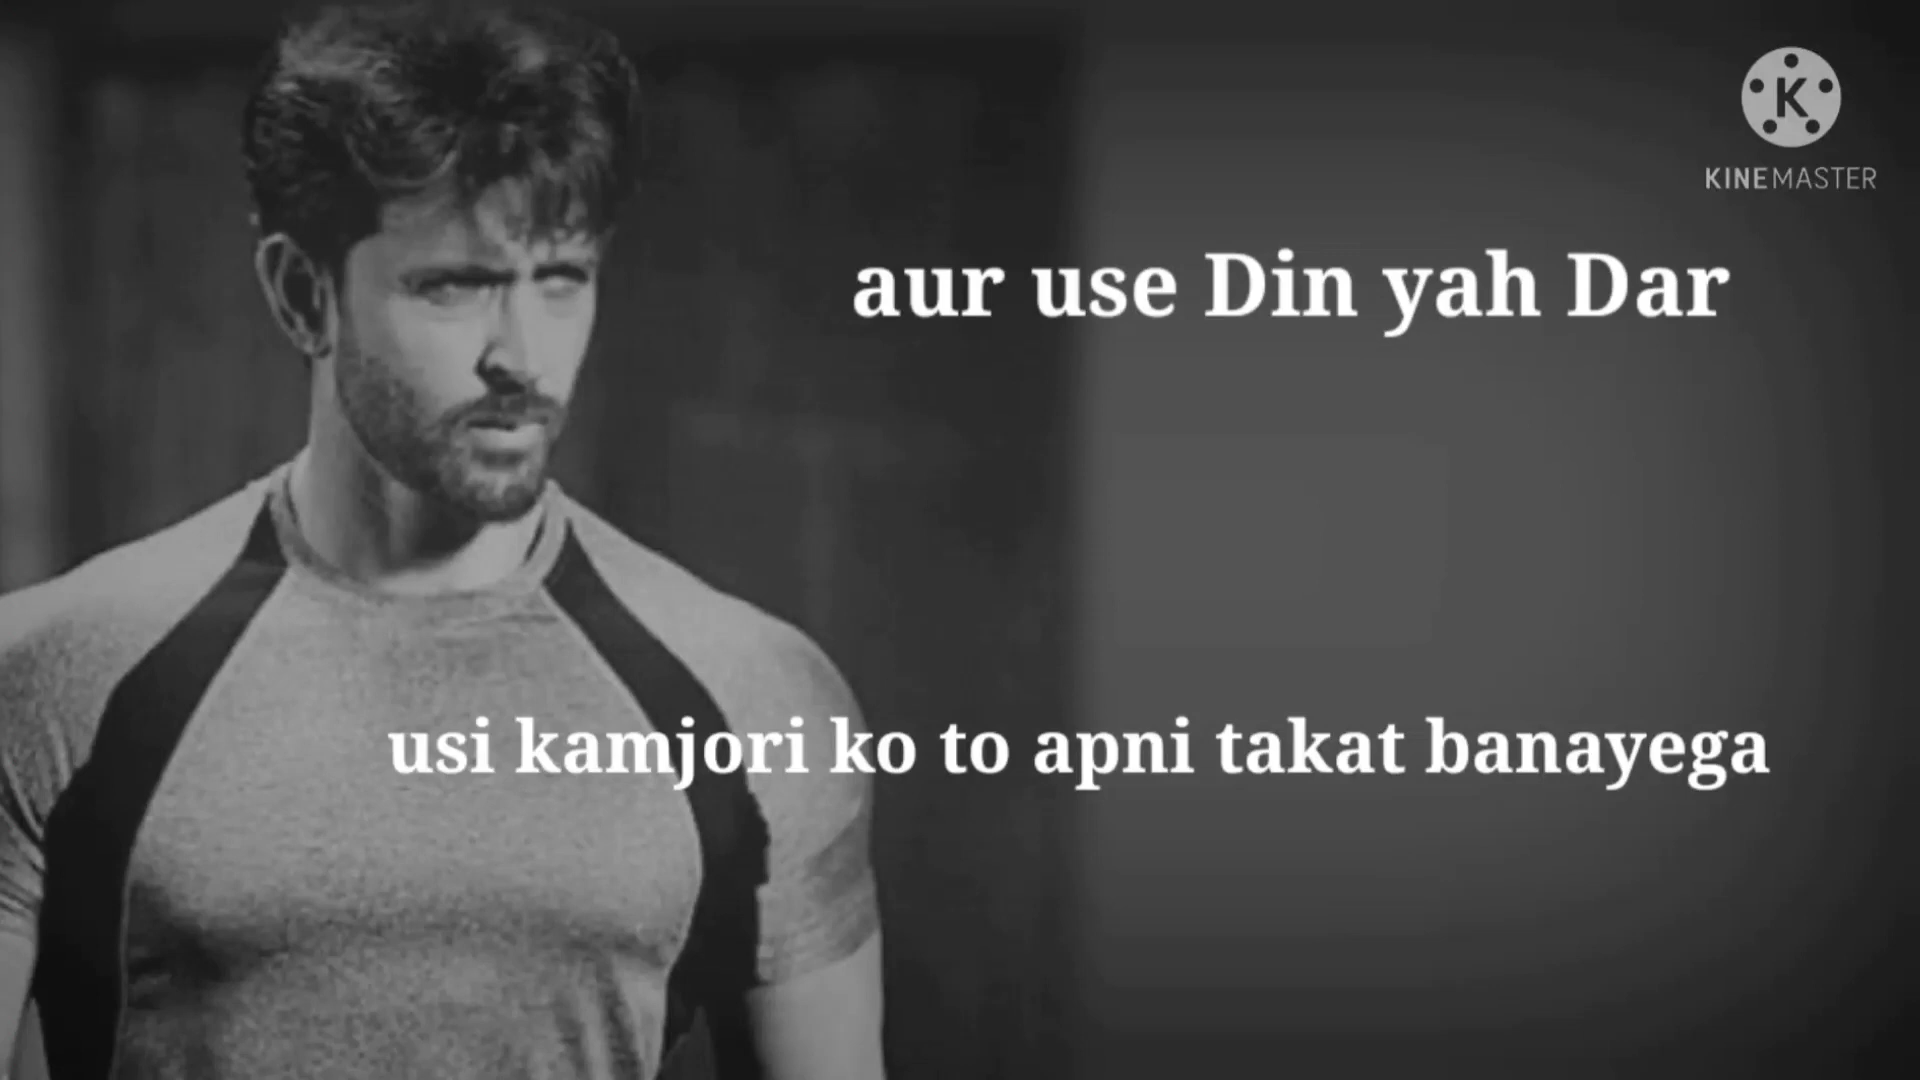 K
KINEMASTER
aur use Din yah Dar
usi kamjori ko to apni takat banayega